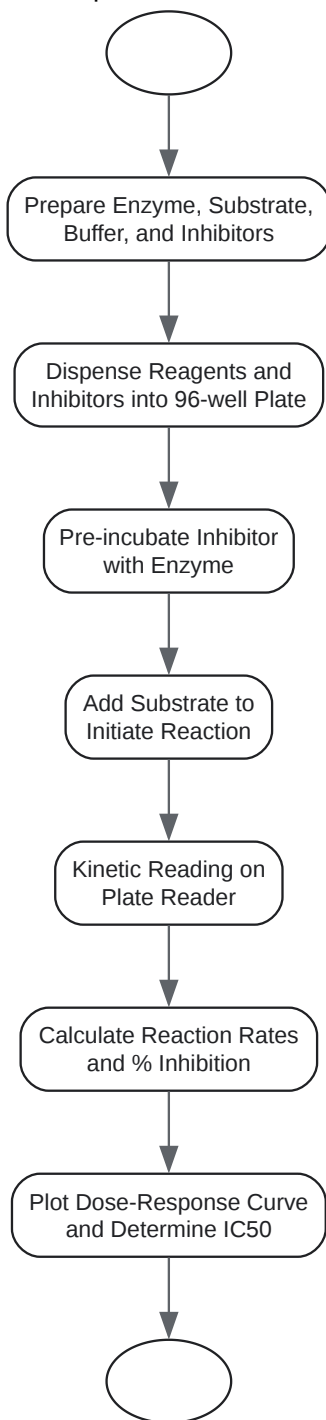 Prepare Enzyme, Substrate,
Buffer, and Inhibitors
Dispense Reagents and
Inhibitors into 96-well Plate
Pre-incubate Inhibitor
with Enzyme
Add Substrate to
Initiate Reaction
Kinetic Reading on
Plate Reader
Calculate Reaction Rates
and % Inhibition
Plot Dose-Response Curve
and Determine IC50